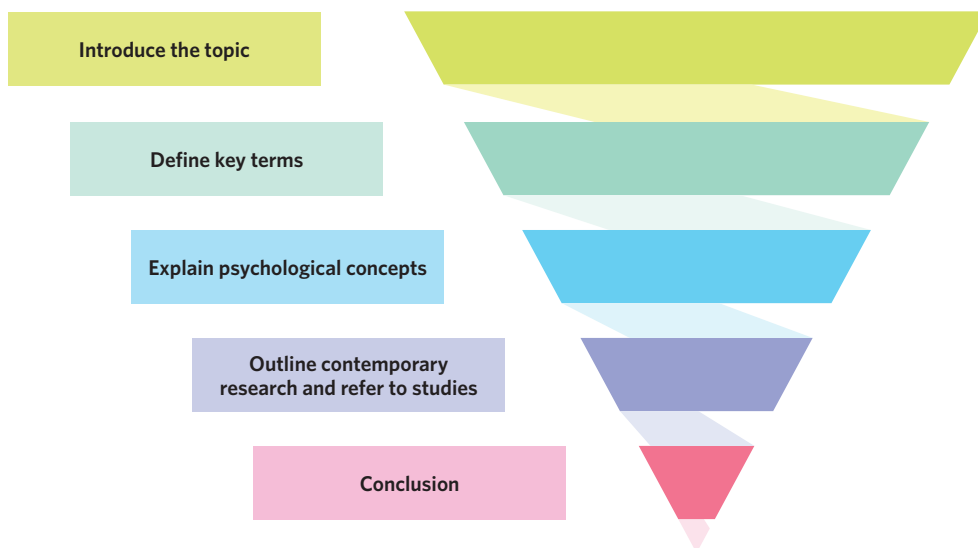 Introduce the topic
Define key terms
Explain psychological concepts
Outline contemporary
research and refer to studies
Conclusion